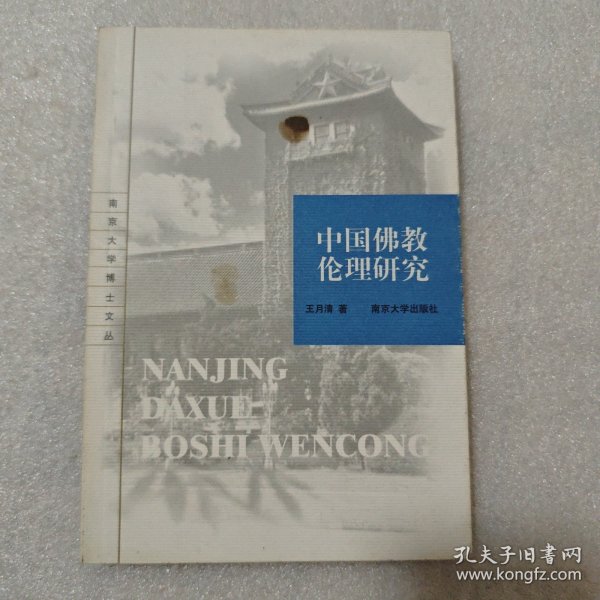 南京大学博士文丛
中国佛教
伦理研究
王月清 著 南京大学出版社
NANJING
DAXUE
BOSHI WENCONG
孔夫子旧书网
www.kongfz.com